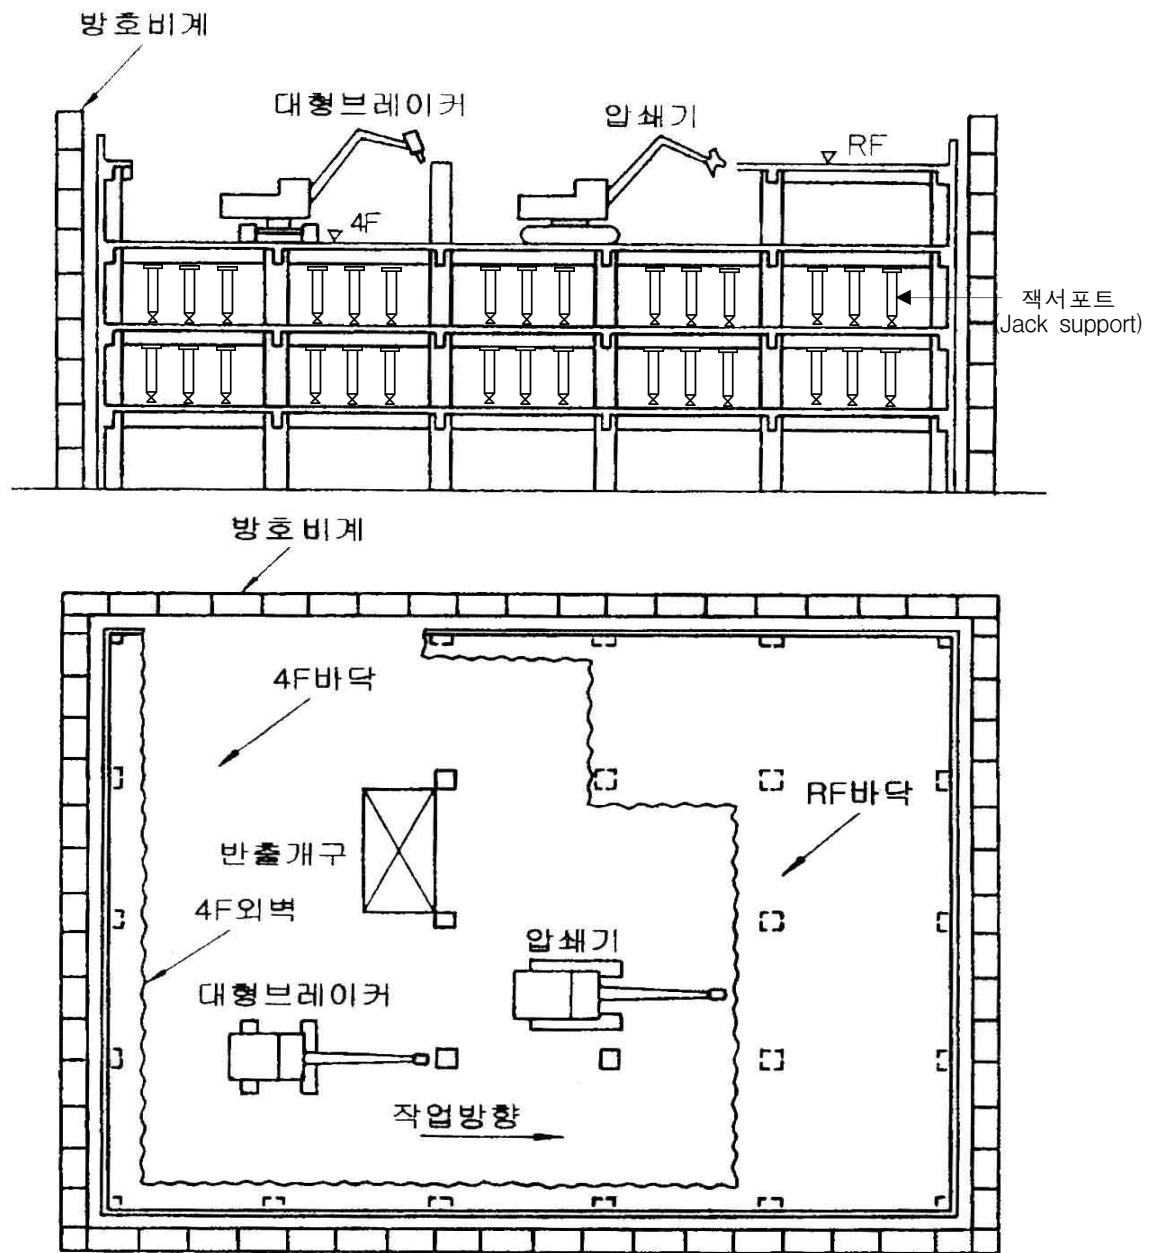 방호비계
대형브레이커
압쇄기
RF
4F
잭서포트
(Jack support)
방호비계
4F바닥
RF바닥
반출개구
4F외벽
압쇄기
대형브레이커
작업방향